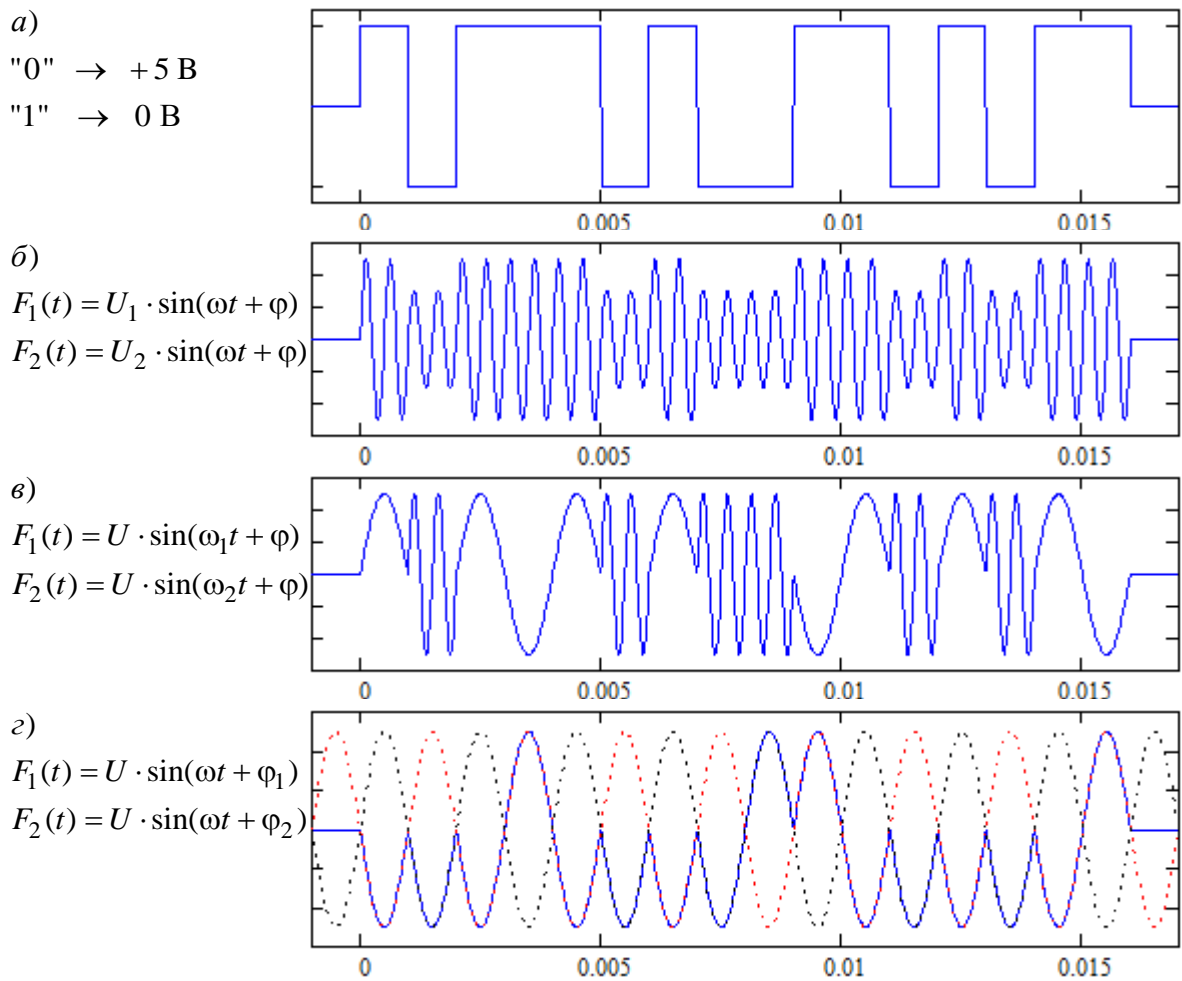 а)
"0" → +5 В
"1" → 0 В
0 0.005 0.01 0.015
б)
F₁(t) = U₁ · sin(ωt + φ)
F₂(t) = U₂ · sin(ωt + φ)
0 0.005 0.01 0.015
в)
F₁(t) = U · sin(ω₁t + φ)
F₂(t) = U · sin(ω₂t + φ)
0 0.005 0.01 0.015
г)
F₁(t) = U · sin(ωt + φ₁)
F₂(t) = U · sin(ωt + φ₂)
0 0.005 0.01 0.015